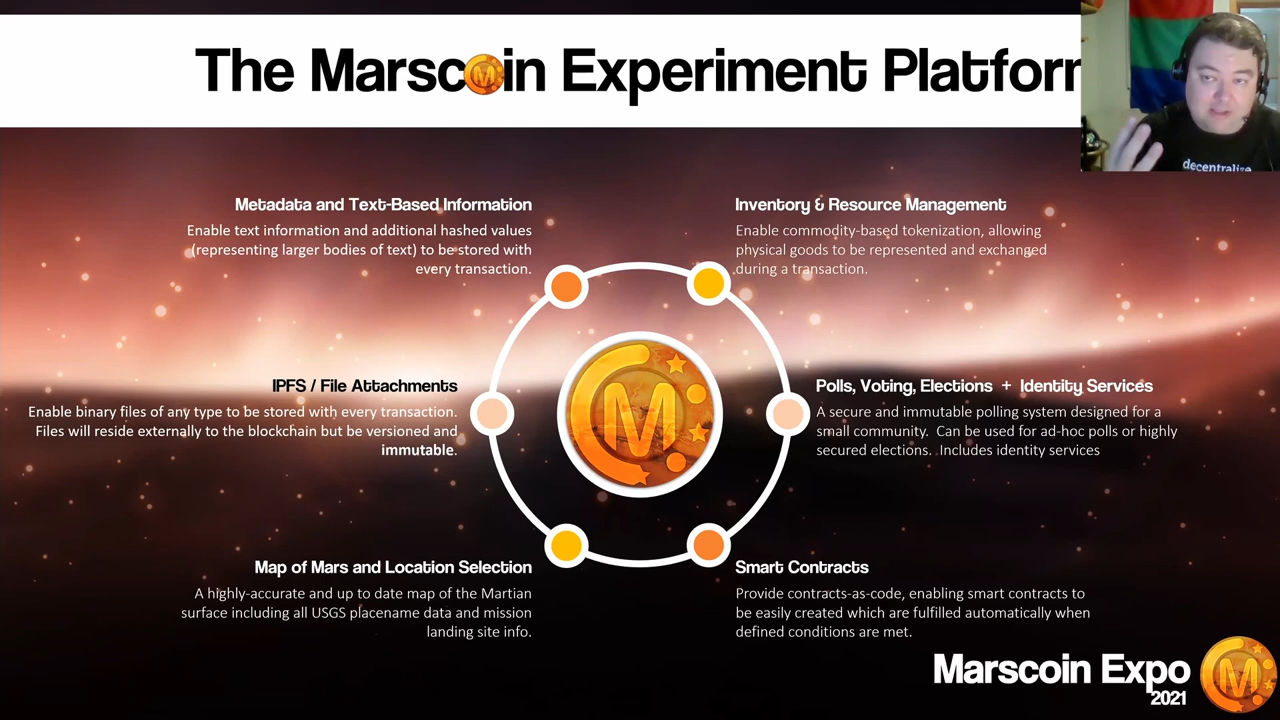 The Marscoin Experiment Platform
decentralize
Metadata and Text-Based Information
Enable text information and additional hashed values
(representing larger bodies of text) to be stored with
every transaction.
Inventory & Resource Management
Enable commodity-based tokenization, allowing
physical goods to be represented and exchanged
during a transaction.
IPFS / File Attachments
Enable binary files of any type to be stored with every transaction.
Files will reside externally to the blockchain but be versioned and
immutable.
Polls, Voting, Elections + Identity Services
A secure and immutable polling system designed for a
small community. Can be used for ad-hoc polls or highly
secured elections. Includes identity services
Map of Mars and Location Selection
A highly-accurate and up to date map of the Martian
surface including all USGS placename data and mission
landing site info.
Smart Contracts
Provide contracts-as-code, enabling smart contracts to
be easily created which are fulfilled automatically when
defined conditions are met.
M
Marscoin Expo
2021
M